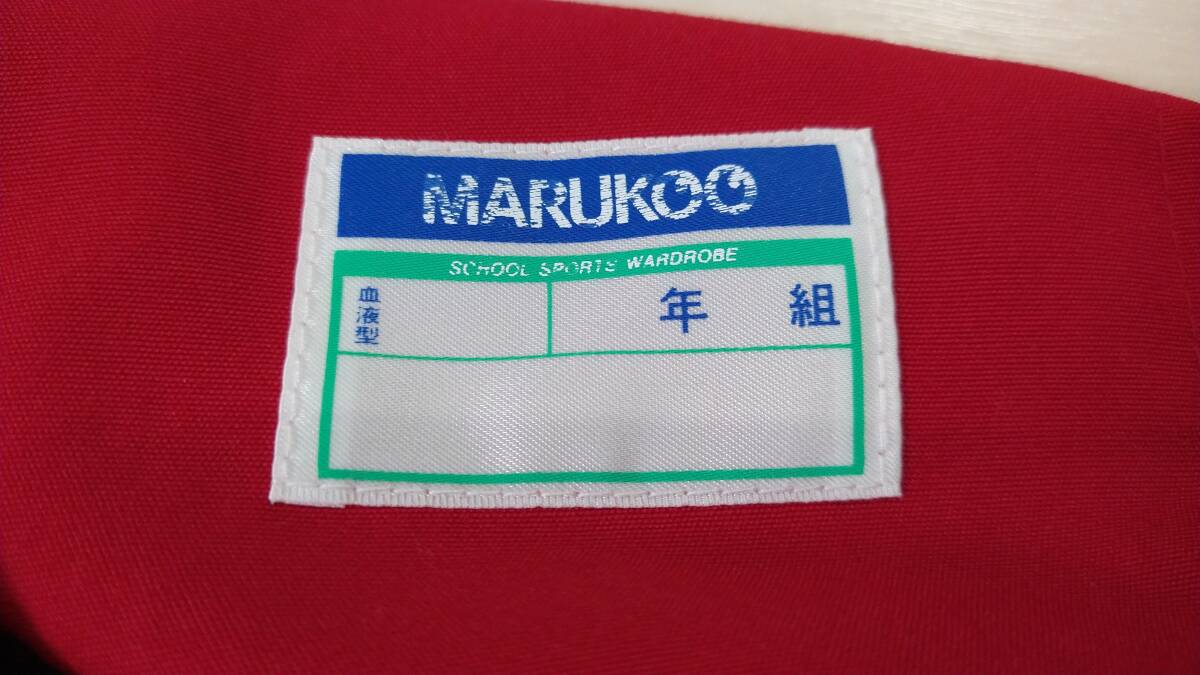 MARUKOO
SCHOOL SPORTS WARDROBE
血液型
年 組